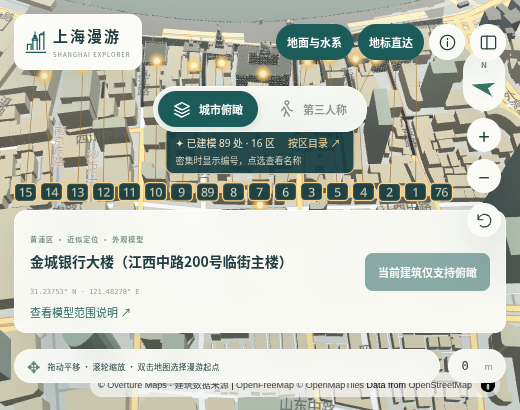 上海漫游
SHANGHAI EXPLORER
地面与水系
地标直达
N
城市俯瞰
第三人称
✦ 已建模 89 处 · 16 区 按区目录 ↗
密集时显示编号，点选查看名称
15 14 13 12 11 10 9 89 8 7 6 3 5 4 2 1 76
黄浦区 · 近似定位 · 外观模型
金城银行大楼（江西中路200号临街主楼）
31.23753° N · 121.48278° E
查看模型范围说明 ↗
当前建筑仅支持俯瞰
拖动平移 · 滚轮缩放 · 双击地图选择漫游起点
0 m
© Overture Maps · 建筑数据来源 | OpenFreeMap © OpenMapTiles Data from OpenStreetMap
山东中路